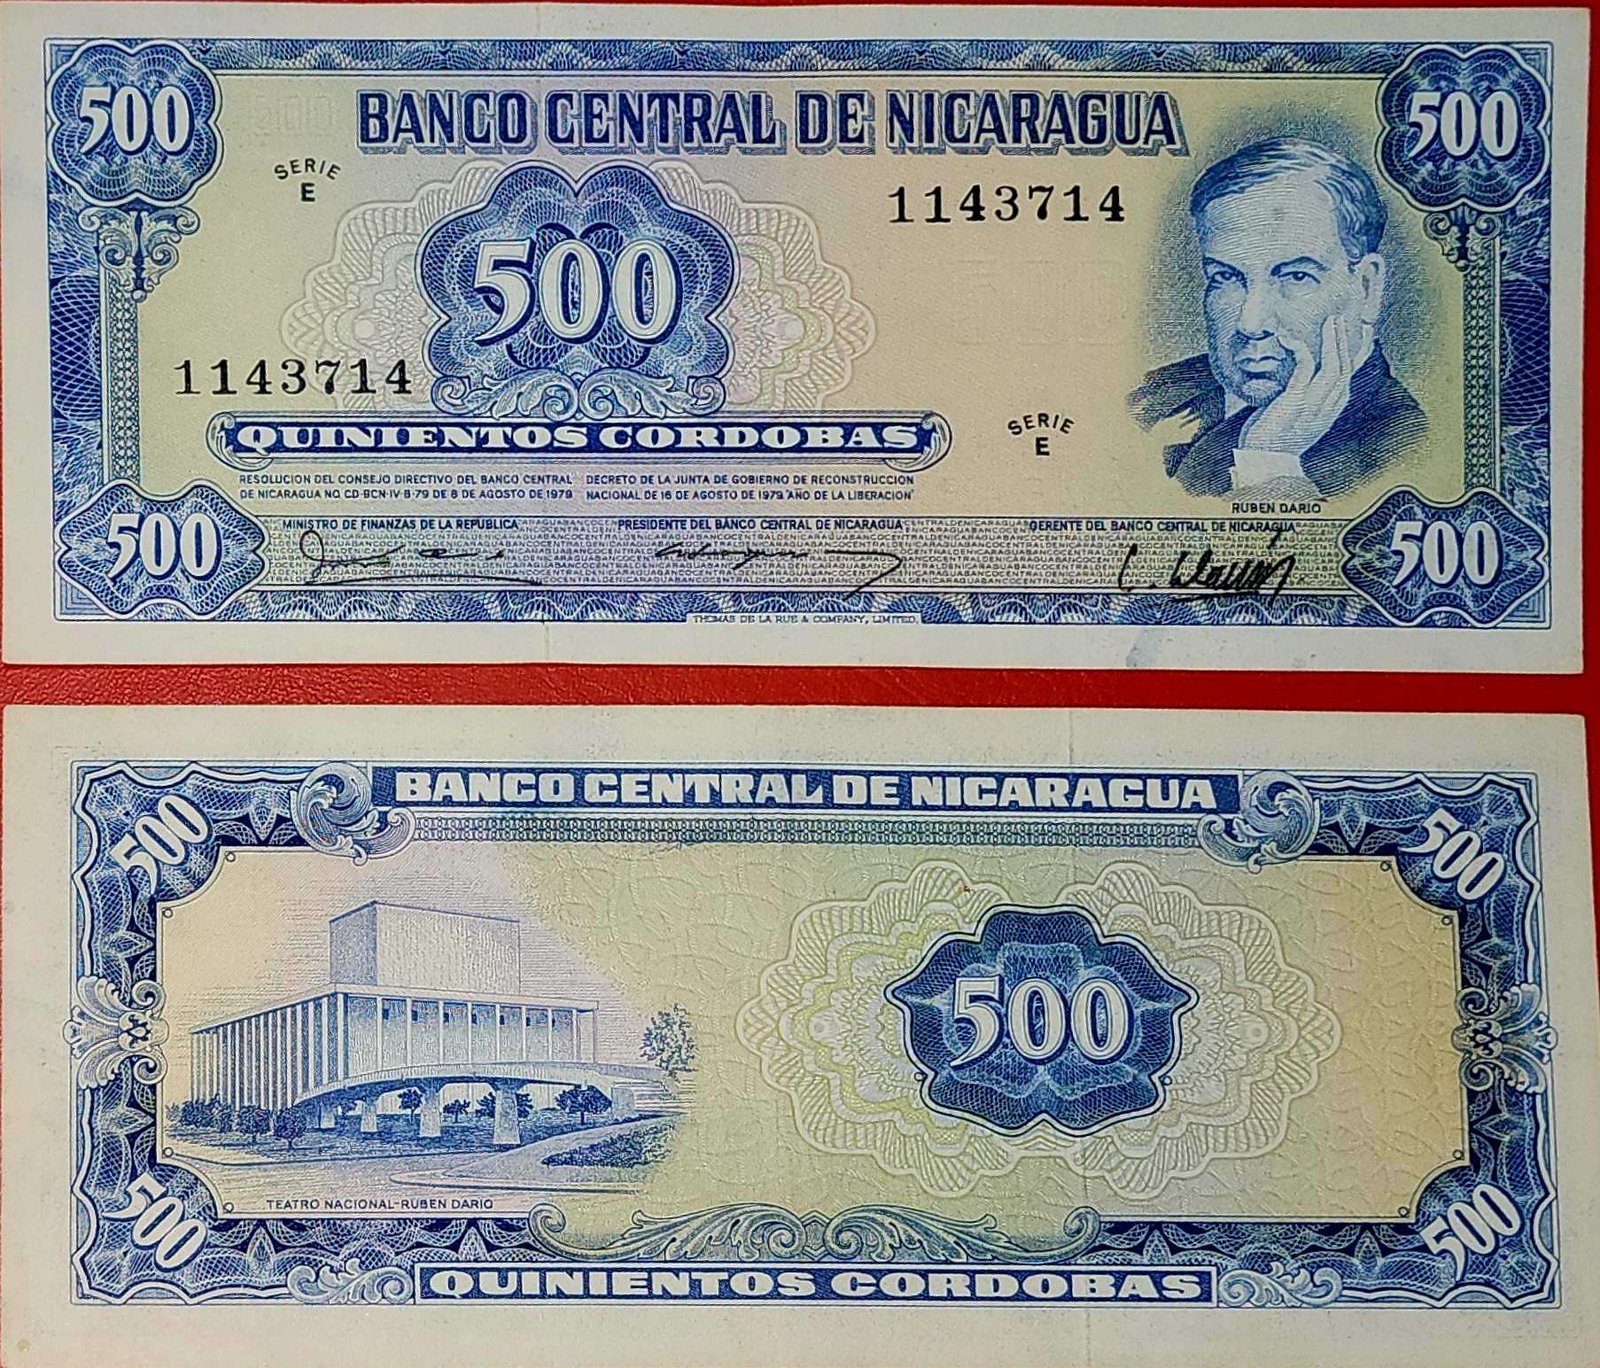 500
BANCO CENTRAL DE NICARAGUA
500
SERIE
E
1143714
500
1143714
SERIE
E
QUINIENTOS CORDOBAS
RESOLUCION DEL CONSEJO DIRECTIVO DEL BANCO CENTRAL
DE NICARAGUA NO. CD-BCN-IV-8-79 DE 8 DE AGOSTO DE 1979
DECRETO DE LA JUNTA DE GOBIERNO DE RECONSTRUCCION
NACIONAL DE 16 DE AGOSTO DE 1979 "AÑO DE LA LIBERACION"
RUBEN DARIO
500
MINISTRO DE FINANZAS DE LA REPUBLICA
PRESIDENTE DEL BANCO CENTRAL DE NICARAGUA
GERENTE DEL BANCO CENTRAL DE NICARAGUA
500
THOMAS DE LA RUE & COMPANY, LIMITED.
BANCO CENTRAL DE NICARAGUA
500
500
500
TEATRO NACIONAL-RUBEN DARIO
500
500
QUINIENTOS CORDOBAS